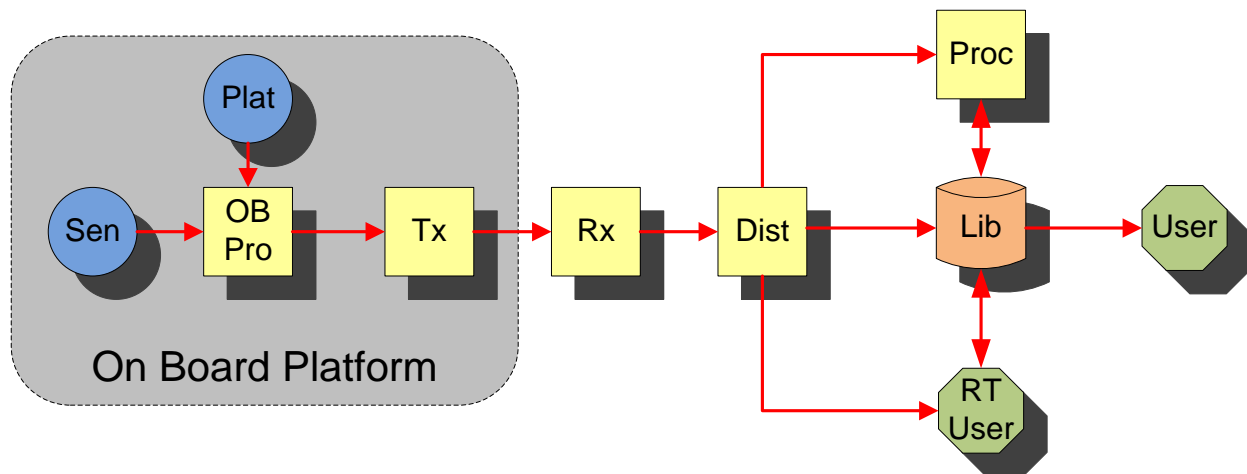 Proc
Plat
Sen
OB
Pro
Tx
Rx
Dist
Lib
User
On Board Platform
RT
User